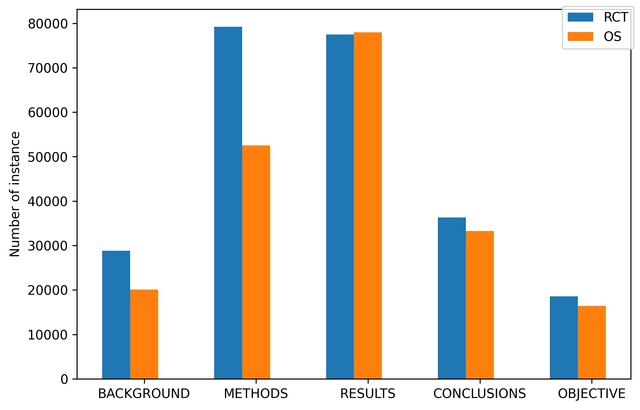 RCT
OS
Number of instance
80000
70000
60000
50000
40000
30000
20000
10000
0
BACKGROUND METHODS RESULTS CONCLUSIONS OBJECTIVE